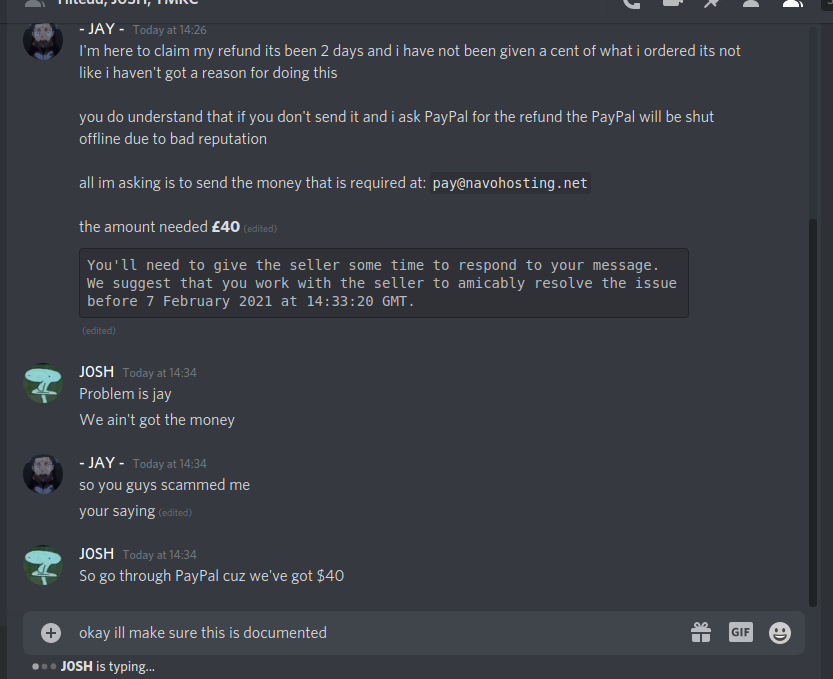 JOSH, TMRC
- JAY - Today at 14:26
I'm here to claim my refund its been 2 days and i have not been given a cent of what i ordered its not
like i haven't got a reason for doing this
you do understand that if you don't send it and i ask PayPal for the refund the PayPal will be shut
offline due to bad reputation
all im asking is to send the money that is required at: pay@navohosting.net
the amount needed £40 (edited)
You'll need to give the seller some time to respond to your message.
We suggest that you work with the seller to amicably resolve the issue
before 7 February 2021 at 14:33:20 GMT.
(edited)
JOSH Today at 14:34
Problem is jay
We ain't got the money
- JAY - Today at 14:34
so you guys scammed me
your saying (edited)
JOSH Today at 14:34
So go through PayPal cuz we've got $40
okay ill make sure this is documented
GIF
JOSH is typing...